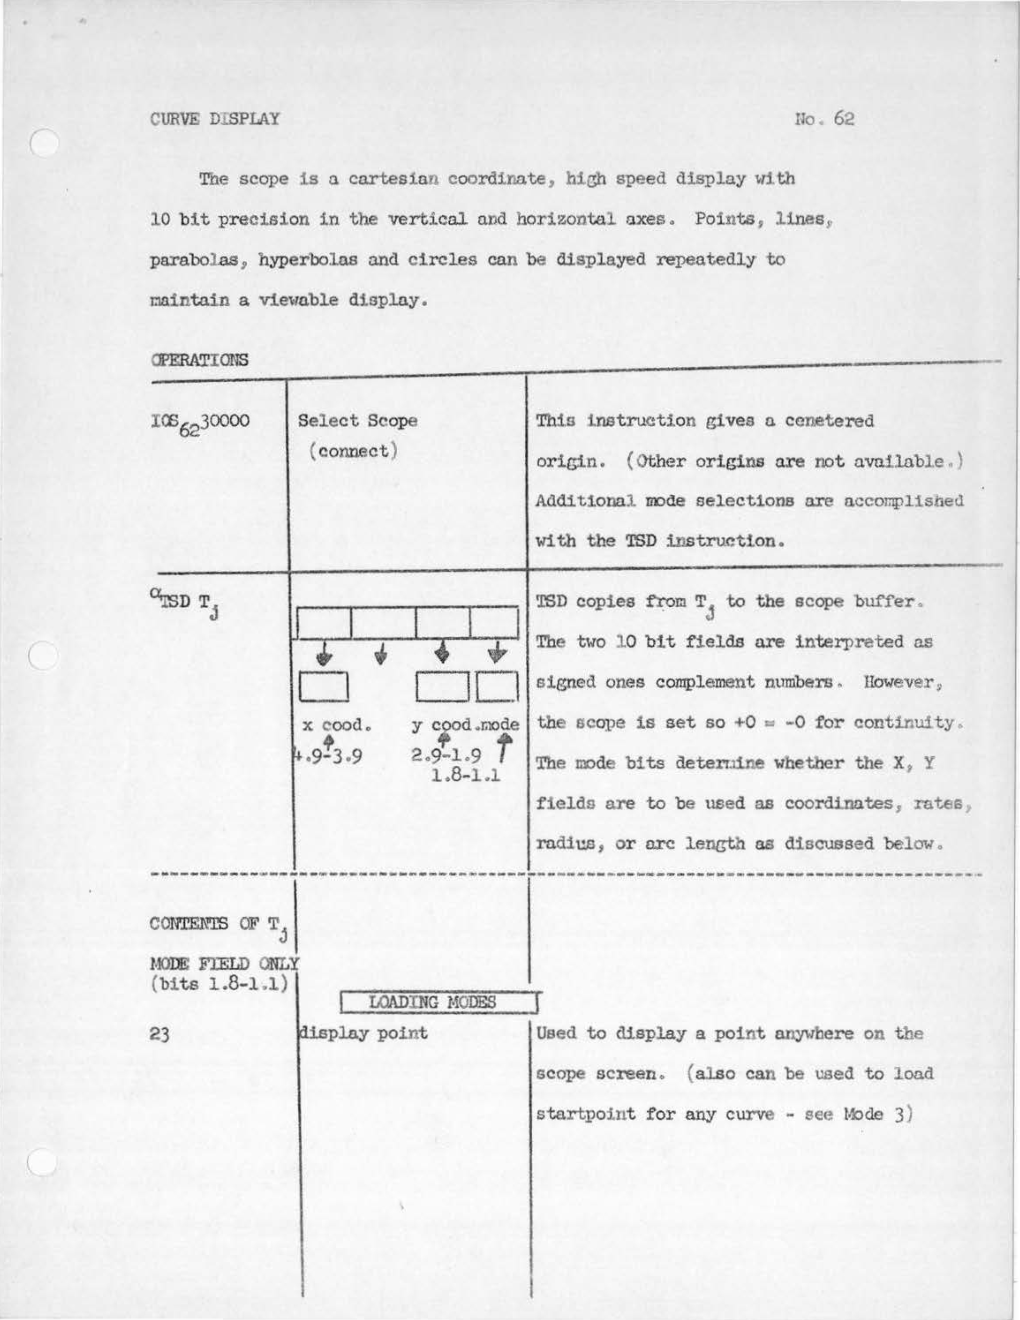 CURVE DISPLAY No. 62
The scope is a cartesian coordinate, high speed display with
10 bit precision in the vertical and horizontal axes. Points, lines,
parabolas, hyperbolas and circles can be displayed repeatedly to
maintain a viewable display.
OPERATIONS
IOS₆₂30000
Select Scope
(connect)
This instruction gives a cenetered
origin. (Other origins are not available.)
Additional mode selections are accomplished
with the TSD instruction.
αTSD Tj
x cood. y cood. mode
4.9-3.9 2.9-1.9
1.8-1.1
TSD copies from Tj to the scope buffer.
The two 10 bit fields are interpreted as
signed ones complement numbers. However,
the scope is set so +0 = -0 for continuity.
The mode bits determine whether the X, Y
fields are to be used as coordinates, rates,
radius, or arc length as discussed below.
CONTENTS OF Tj
MODE FIELD ONLY
(bits 1.8-1.1)
LOADING MODES
23
display point
Used to display a point anywhere on the
scope screen. (also can be used to load
startpoint for any curve - see Mode 3)